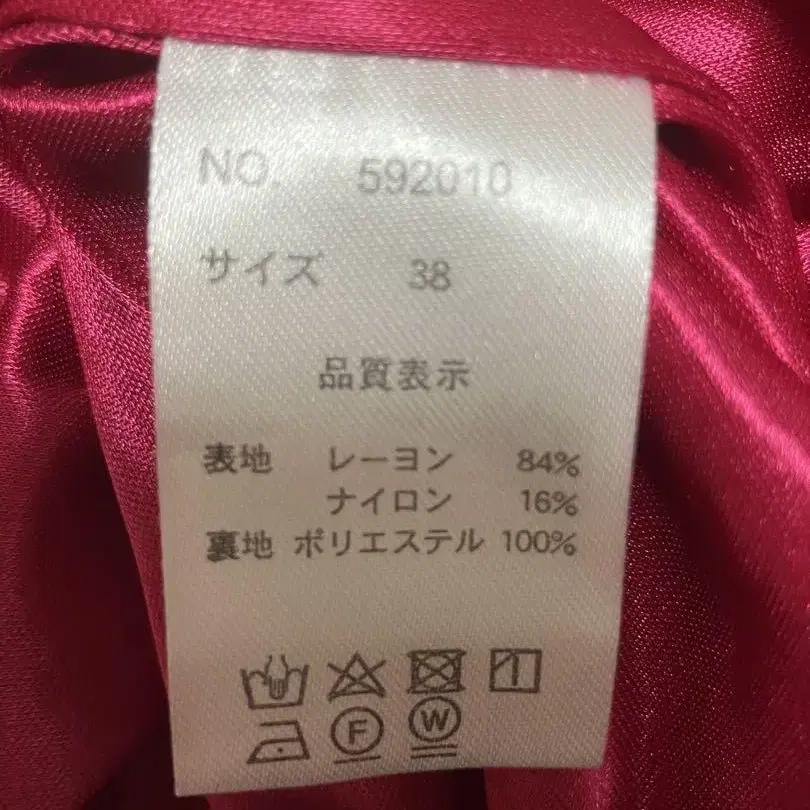 NO. 592010
サイズ 38
品質表示
表地 レーヨン 84%
ナイロン 16%
裏地 ポリエステル 100%
F W